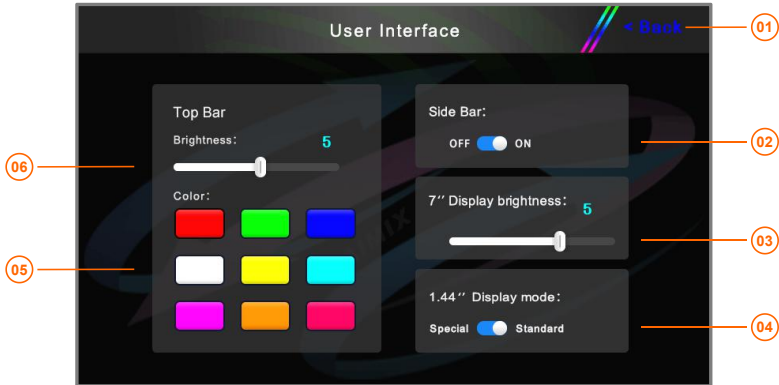 User Interface
< Back
01
Top Bar
Brightness:
5
Color:
Side Bar:
OFF
ON
02
7′′ Display brightness:
5
03
1.44′′ Display mode:
Special
Standard
04
06
05